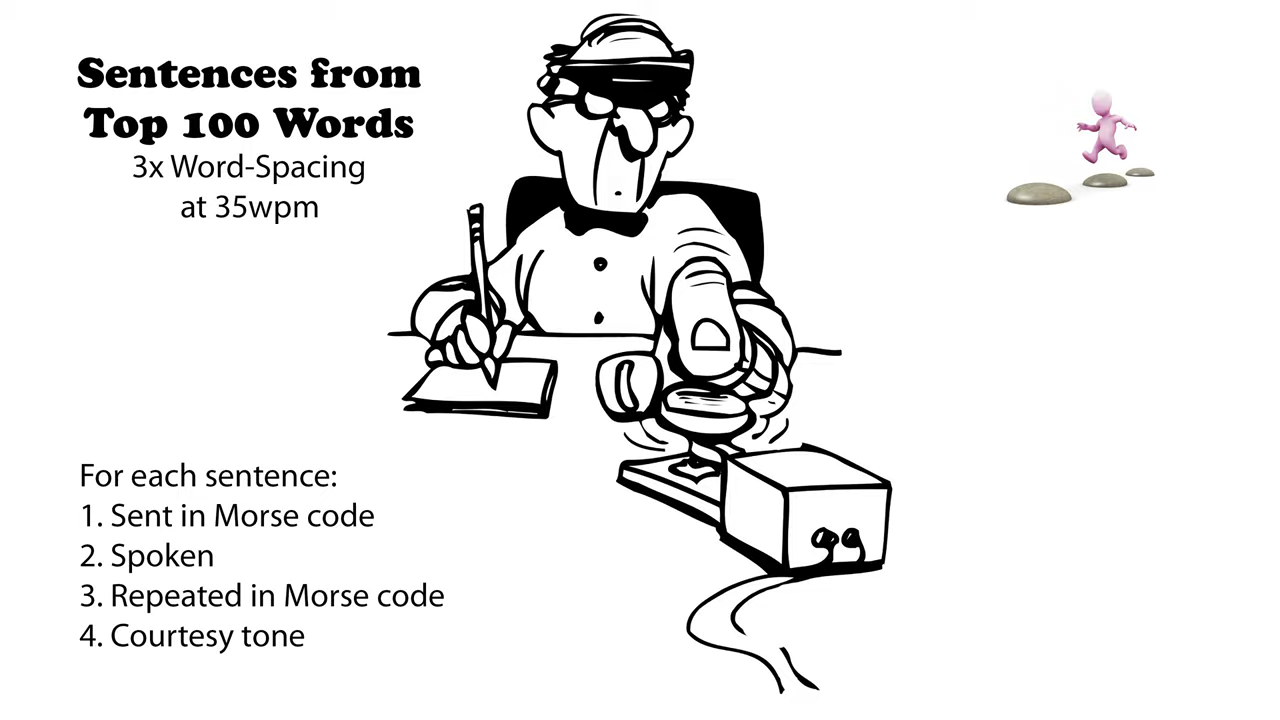 Sentences from
Top 100 Words
3x Word-Spacing
at 35wpm
For each sentence:
1. Sent in Morse code
2. Spoken
3. Repeated in Morse code
4. Courtesy tone